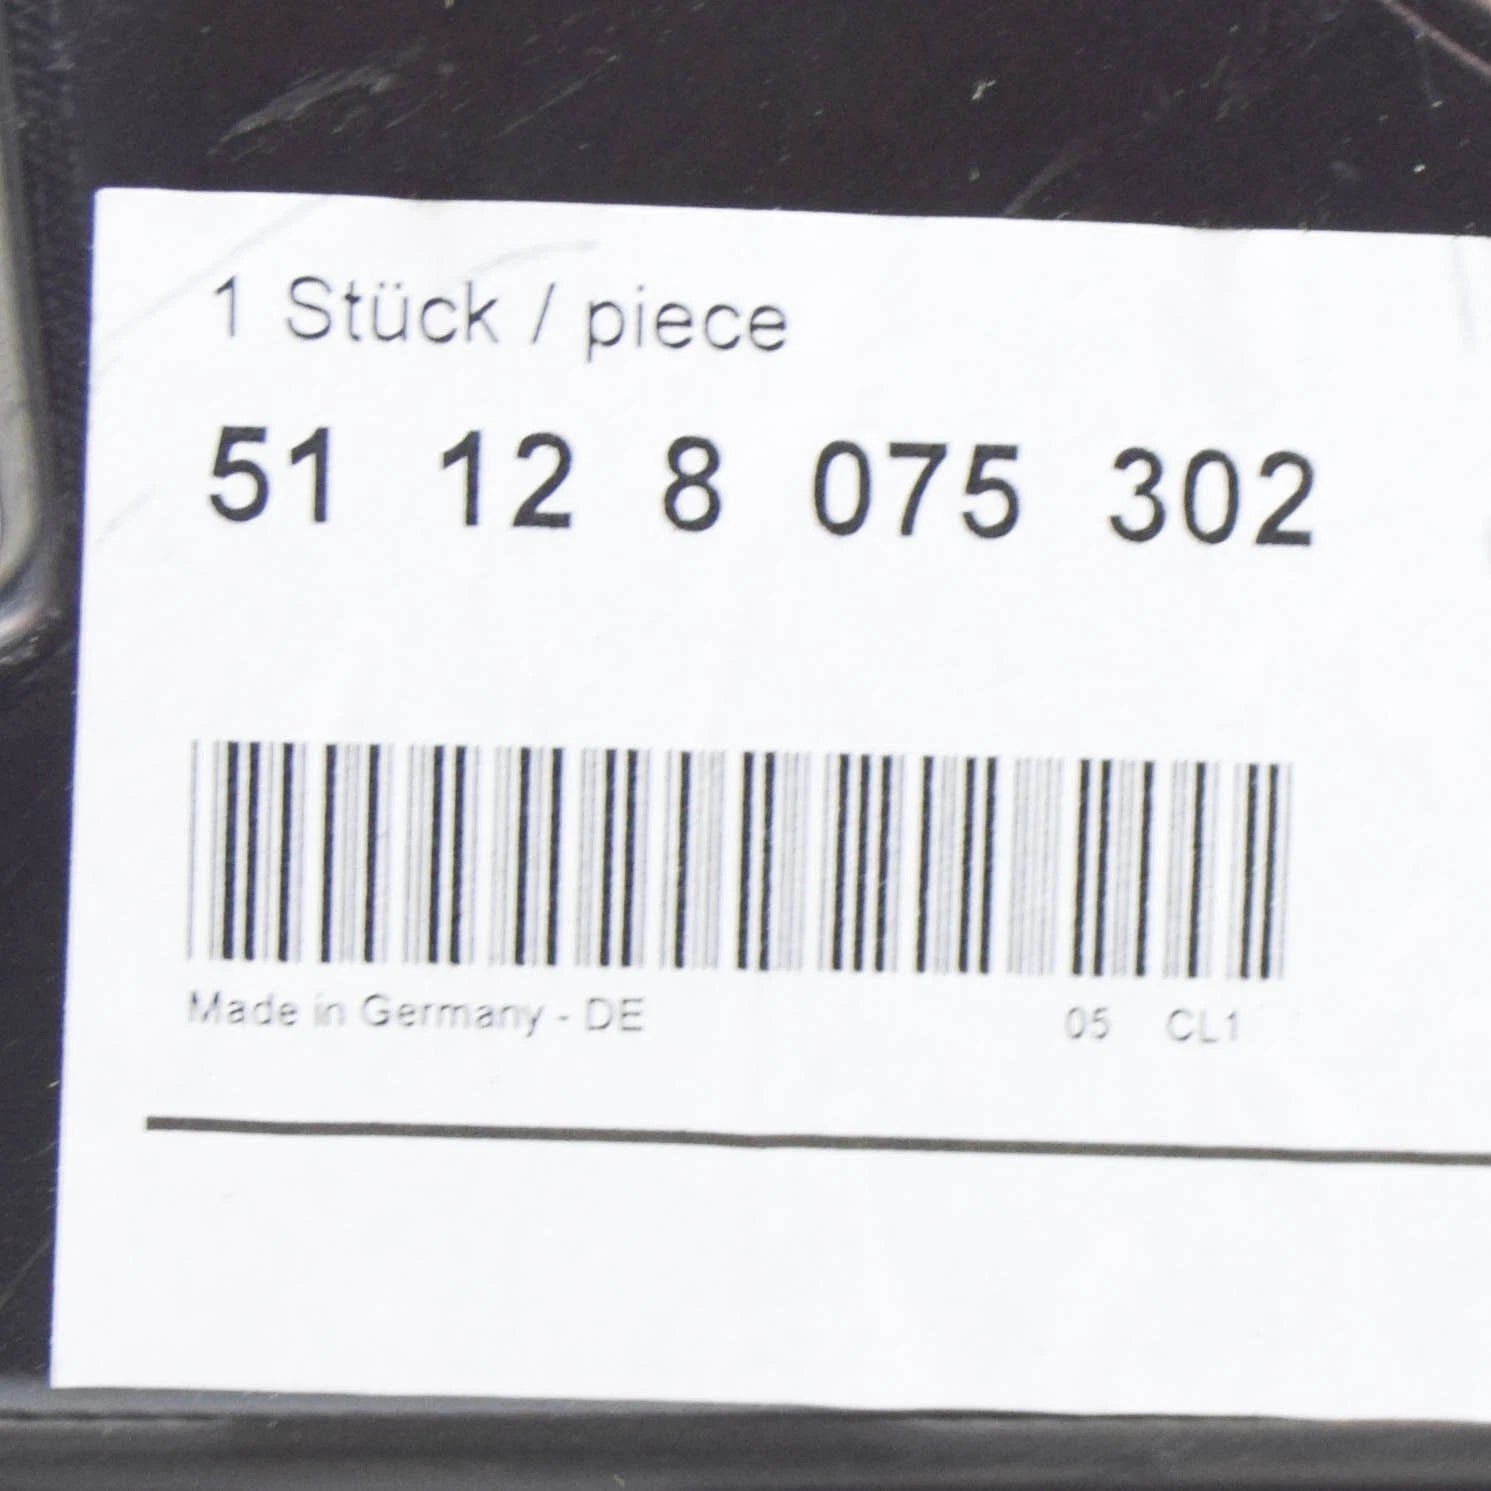 1 Stück / piece
51 12 8 075 302
Made in Germany - DE 05 CL1